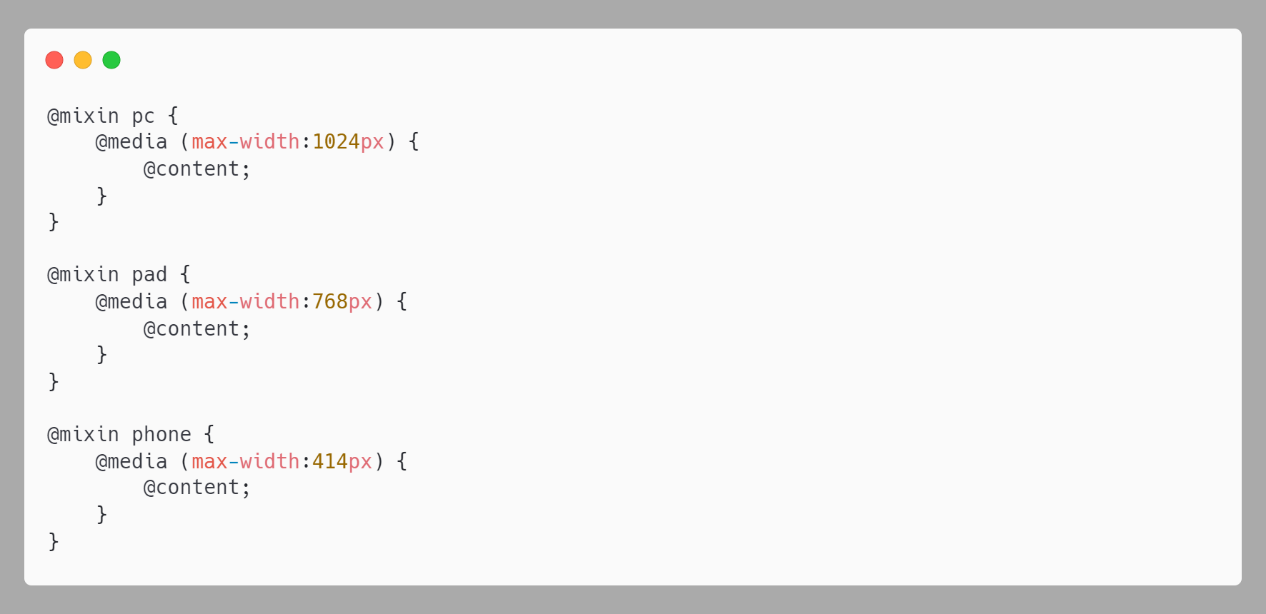 @mixin pc {
    @media (max-width:1024px) {
        @content;
    }
}

@mixin pad {
    @media (max-width:768px) {
        @content;
    }
}

@mixin phone {
    @media (max-width:414px) {
        @content;
    }
}